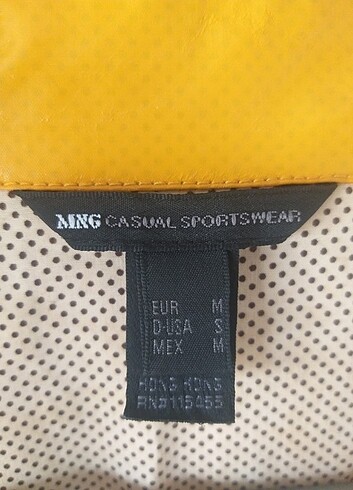 MNG CASUAL SPORTSWEAR
EUR M
D-USA S
MEX M
HONG KONG
RN#115455